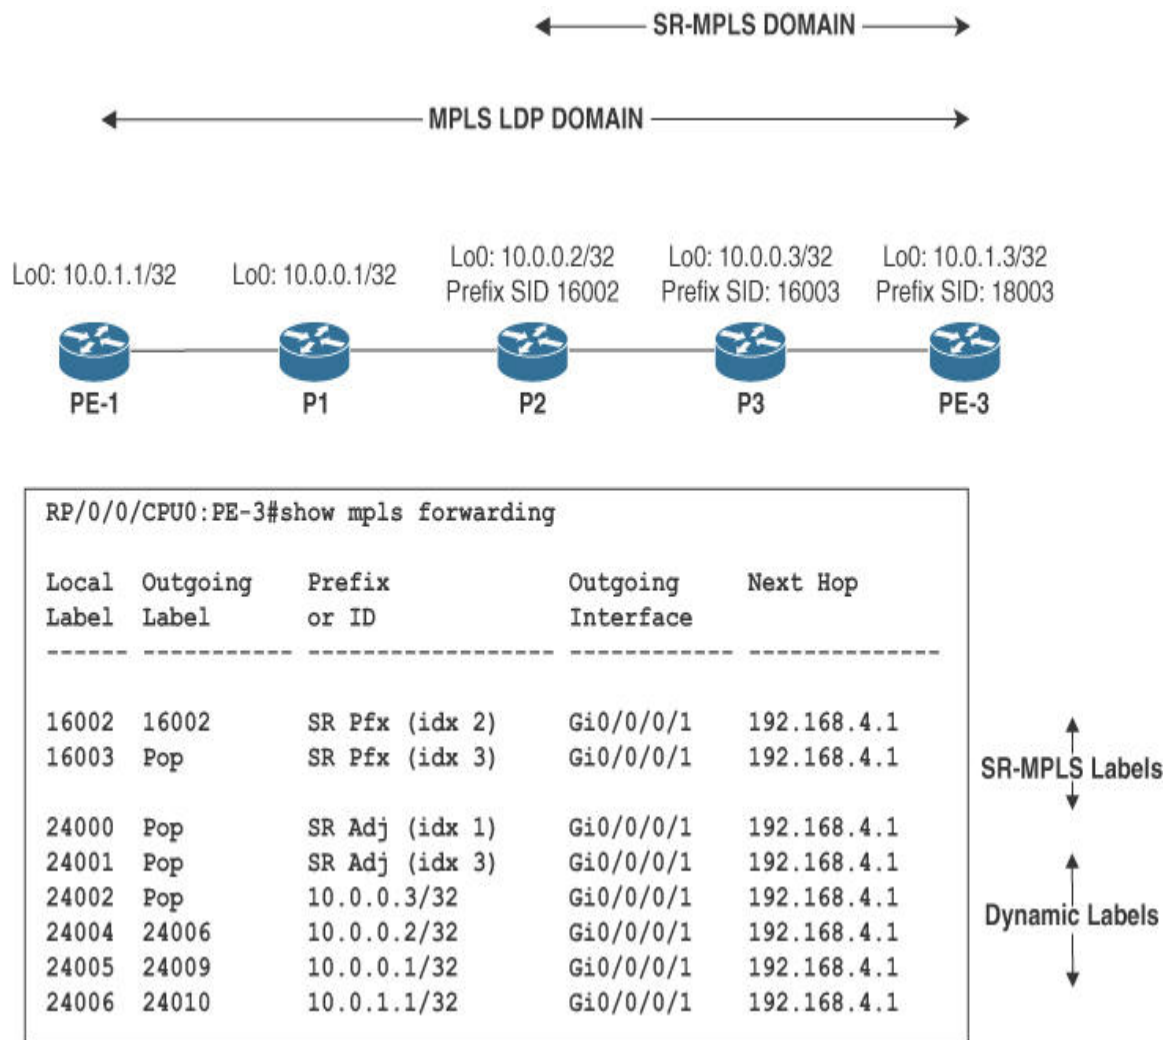 SR-MPLS DOMAIN
MPLS LDP DOMAIN
Lo0: 10.0.1.1/32
Lo0: 10.0.0.1/32
Lo0: 10.0.0.2/32
Prefix SID 16002
Lo0: 10.0.0.3/32
Prefix SID: 16003
Lo0: 10.0.1.3/32
Prefix SID: 18003
PE-1
P1
P2
P3
PE-3
RP/0/0/CPU0:PE-3#show mpls forwarding
Local Outgoing Prefix Outgoing Next Hop
Label Label or ID Interface
------ ----------- ------------------ ------------ --------------
16002 16002 SR Pfx (idx 2) Gi0/0/0/1 192.168.4.1
16003 Pop SR Pfx (idx 3) Gi0/0/0/1 192.168.4.1
SR-MPLS Labels
24000 Pop SR Adj (idx 1) Gi0/0/0/1 192.168.4.1
24001 Pop SR Adj (idx 3) Gi0/0/0/1 192.168.4.1
24002 Pop 10.0.0.3/32 Gi0/0/0/1 192.168.4.1
24004 24006 10.0.0.2/32 Gi0/0/0/1 192.168.4.1
24005 24009 10.0.0.1/32 Gi0/0/0/1 192.168.4.1
24006 24010 10.0.1.1/32 Gi0/0/0/1 192.168.4.1
Dynamic Labels